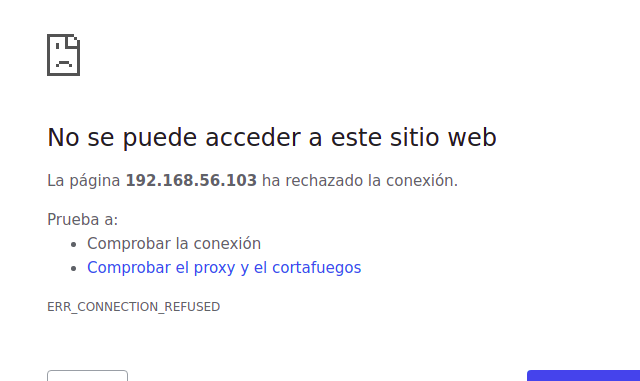 No se puede acceder a este sitio web
La página 192.168.56.103 ha rechazado la conexión.
Prueba a:
Comprobar la conexión
Comprobar el proxy y el cortafuegos
ERR_CONNECTION_REFUSED